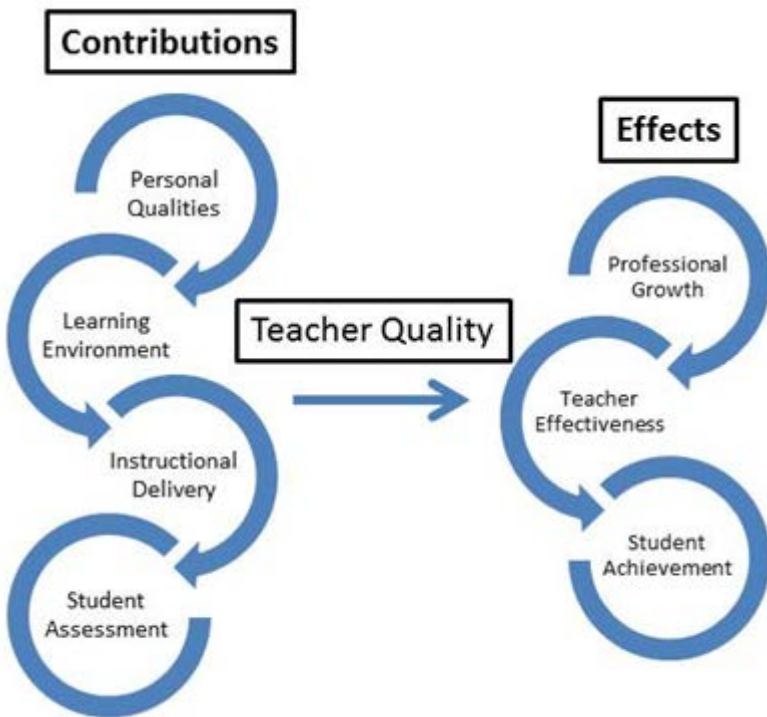 Contributions
Personal
Qualities
Learning
Environment
Instructional
Delivery
Student
Assessment
Teacher Quality
Effects
Professional
Growth
Teacher
Effectiveness
Student
Achievement